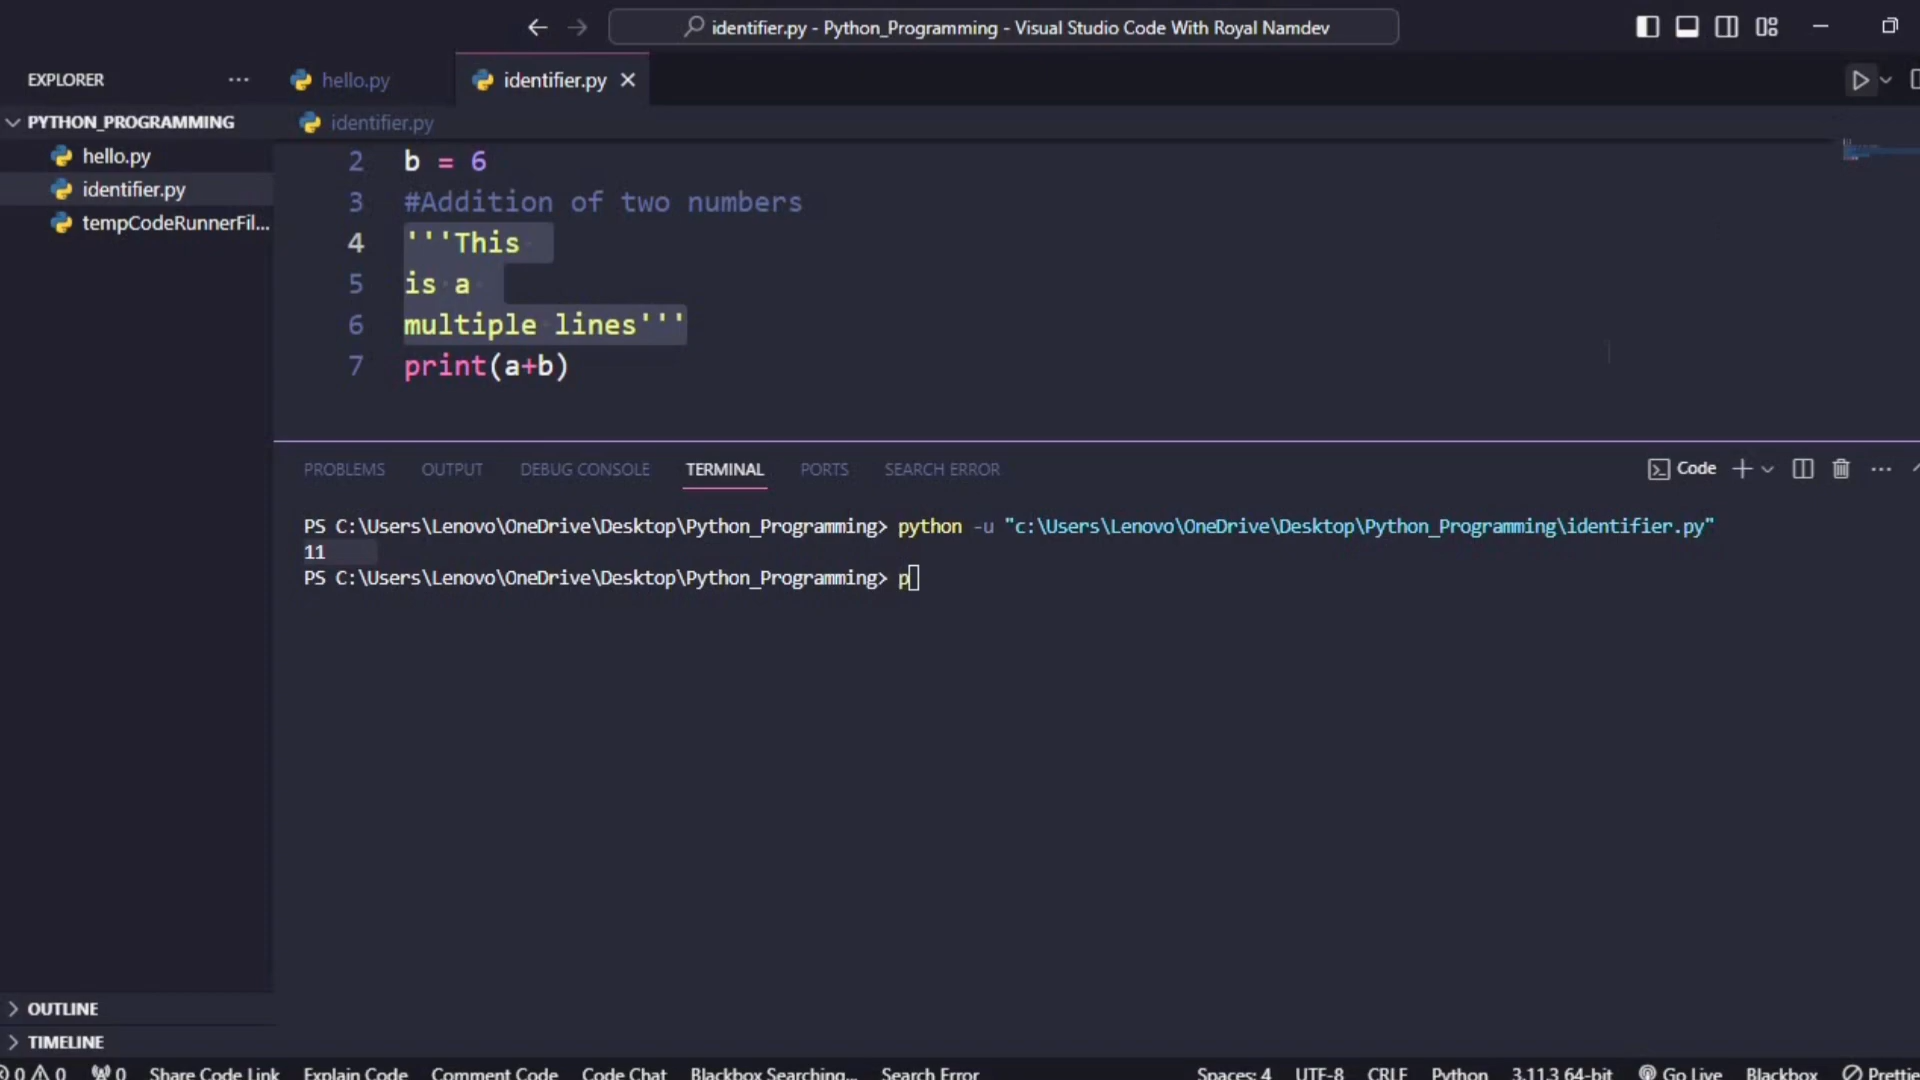 identifier.py - Python_Programming - Visual Studio Code With Royal Namdev
EXPLORER
hello.py
identifier.py
PYTHON_PROGRAMMING
identifier.py
hello.py
identifier.py
tempCodeRunnerFil...
2 b = 6
3 #Addition of two numbers
4 '''This
5 is a
6 multiple lines'''
7 print(a+b)
PROBLEMS OUTPUT DEBUG CONSOLE TERMINAL PORTS SEARCH ERROR
Code
PS C:\Users\Lenovo\OneDrive\Desktop\Python_Programming> python -u "c:\Users\Lenovo\OneDrive\Desktop\Python_Programming\identifier.py"
11
PS C:\Users\Lenovo\OneDrive\Desktop\Python_Programming> p
OUTLINE
TIMELINE
0 0 0 Share Code Link Explain Code Comment Code Code Chat Blackbox Searching... Search Error Spaces: 4 UTF-8 CRLF Python 3.11.3 64-bit Go Live Blackbox Prettie